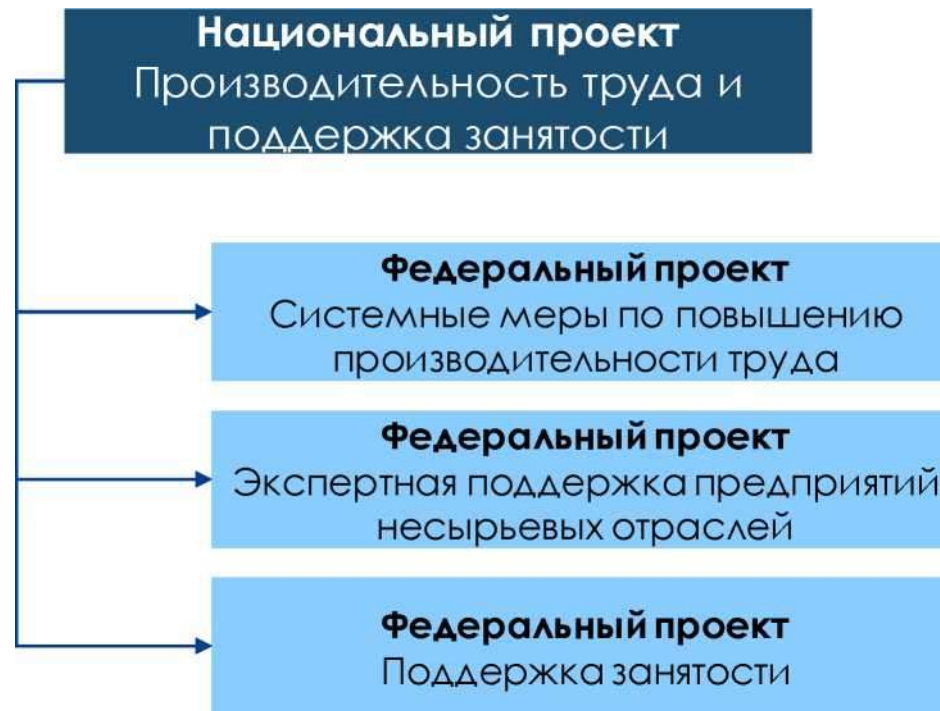 Национальный проект
Производительность труда и
поддержка занятости
Федеральный проект
Системные меры по повышению
производительности труда
Федеральный проект
Экспертная поддержка предприятий
несырьевых отраслей
Федеральный проект
Поддержка занятости